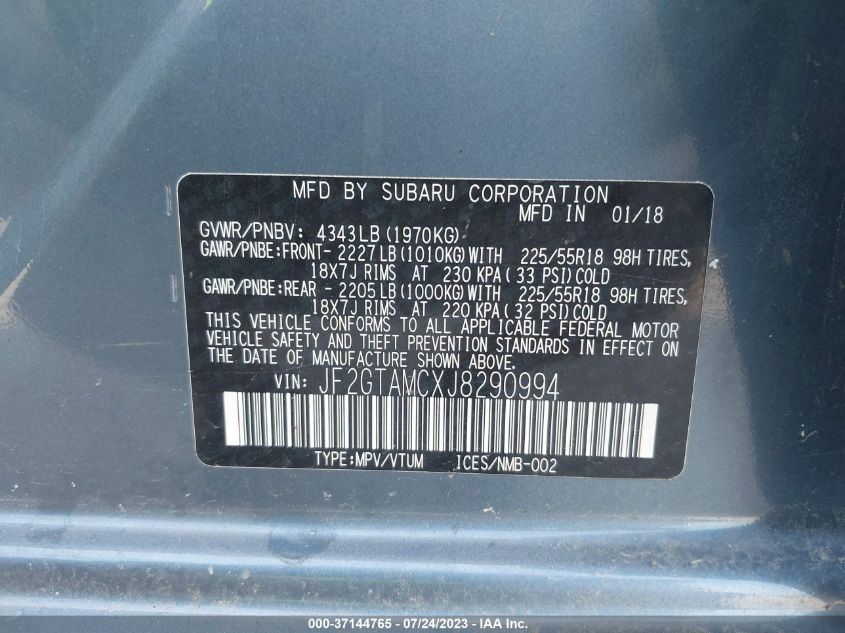 MFD BY SUBARU CORPORATION
MFD IN 01/18
GVWR/PNBV: 4343LB(1970KG)
GAWR/PNBE:FRONT- 2227LB(1010KG)WITH 225/55R18 98H TIRES,
18X7J RIMS AT 230 KPA( 33 PSI)COLD
GAWR/PNBE:REAR - 2205LB(1000KG)WITH 225/55R18 98H TIRES,
18X7J RIMS AT 220 KPA( 32 PSI)COLD
THIS VEHICLE CONFORMS TO ALL APPLICABLE FEDERAL MOTOR
VEHICLE SAFETY AND THEFT PREVENTION STANDARDS IN EFFECT ON
THE DATE OF MANUFACTURE SHOWN ABOVE.
VIN: JF2GTAMCXJ8290994
TYPE:MPV/VTUM ICES/NMB-002
000-37144765 - 07/24/2023 - IAA Inc.